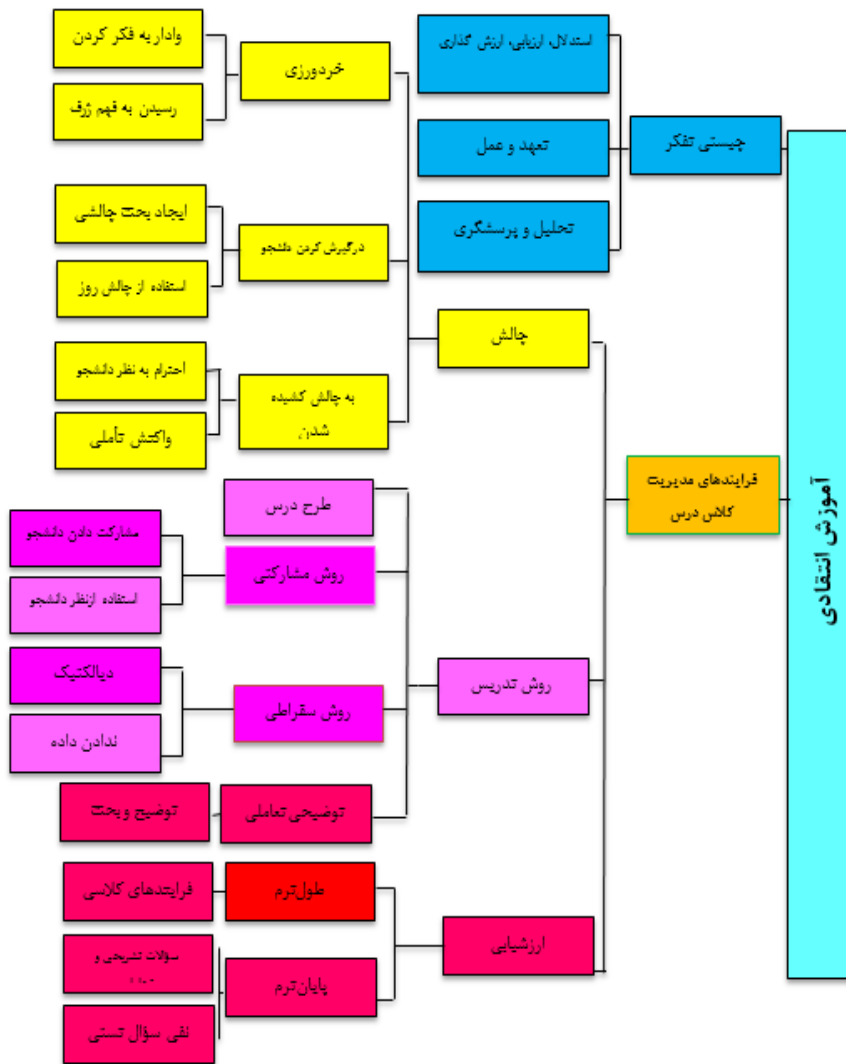 آموزش انتقادی
چیستی تفکر
استدلال، ارزیابی، ارزش گذاری
تعهد و عمل
تحلیل و پرسشگری
فرایندهای مدیریت
کلاس درس
چالش
خردورزی
وادار به فکر کردن
رسیدن به فهم ژرف
درگیرش کردن دانشجو
ایجاد بحث چالشی
استفاده از چالش روز
به چالش کشیده
شدن
احترام به نظر دانشجو
واکنش تأملی
روش تدریس
طرح درس
روش مشارکتی
مشارکت دادن دانشجو
استفاده ازنظر دانشجو
روش سقراطی
دیالکتیک
ندادن داده
توضیحی تعاملی
توضیح و بحث
ارزشیابی
طول‌ترم
فرایندهای کلاسی
پایان‌ترم
سؤالات تشریحی و
نفی سؤال تستی